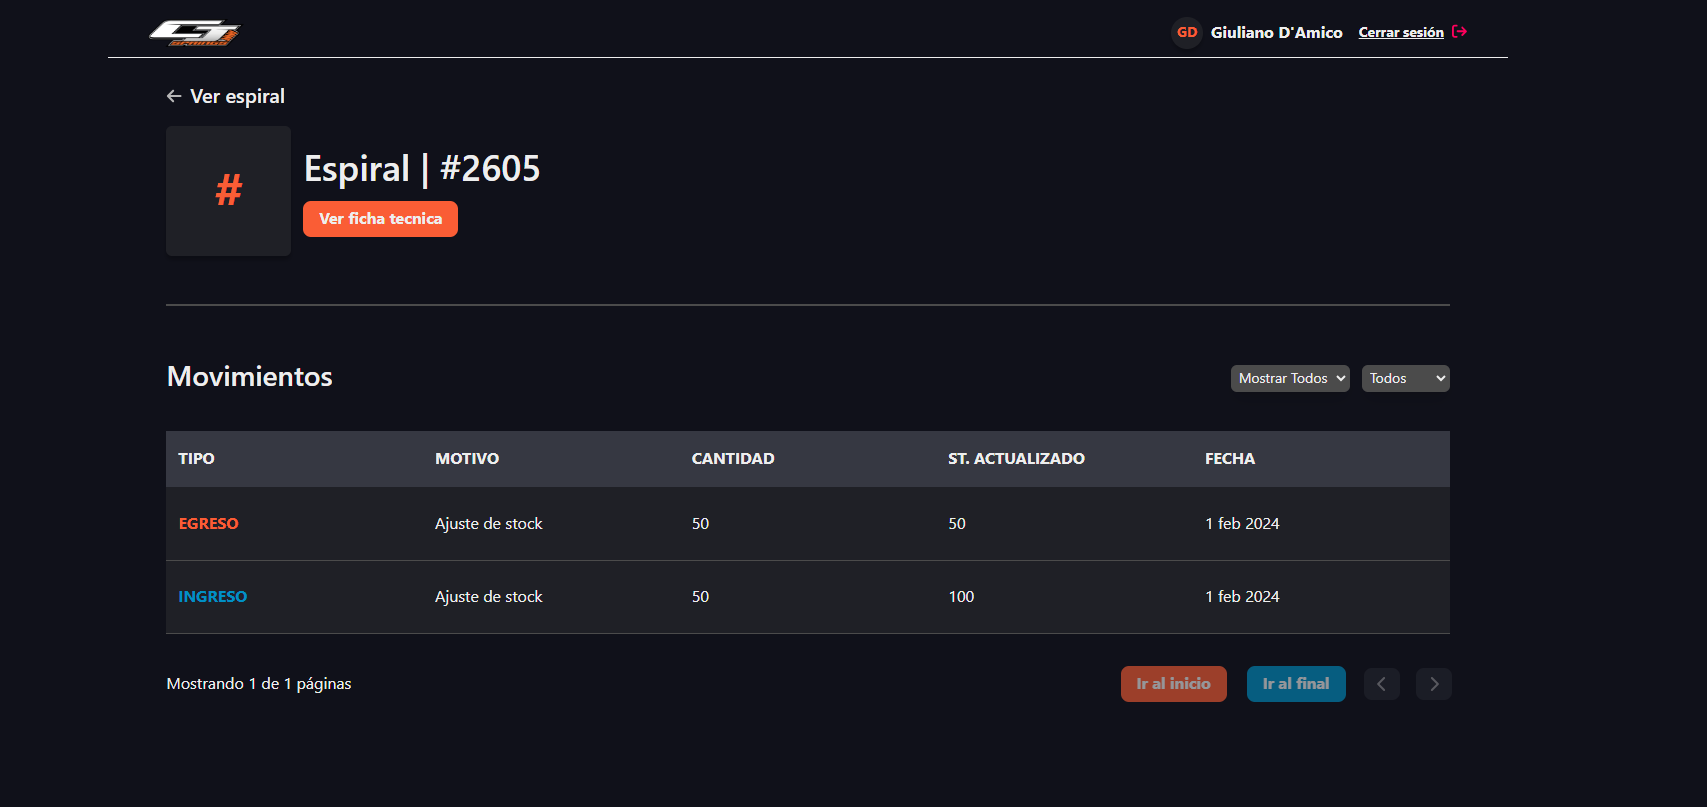 GD Giuliano D'Amico Cerrar sesión
Ver espiral
#
Espiral | #2605
Ver ficha tecnica
Movimientos
Mostrar Todos Todos
TIPO MOTIVO CANTIDAD ST. ACTUALIZADO FECHA
EGRESO Ajuste de stock 50 50 1 feb 2024
INGRESO Ajuste de stock 50 100 1 feb 2024
Mostrando 1 de 1 páginas Ir al inicio Ir al final